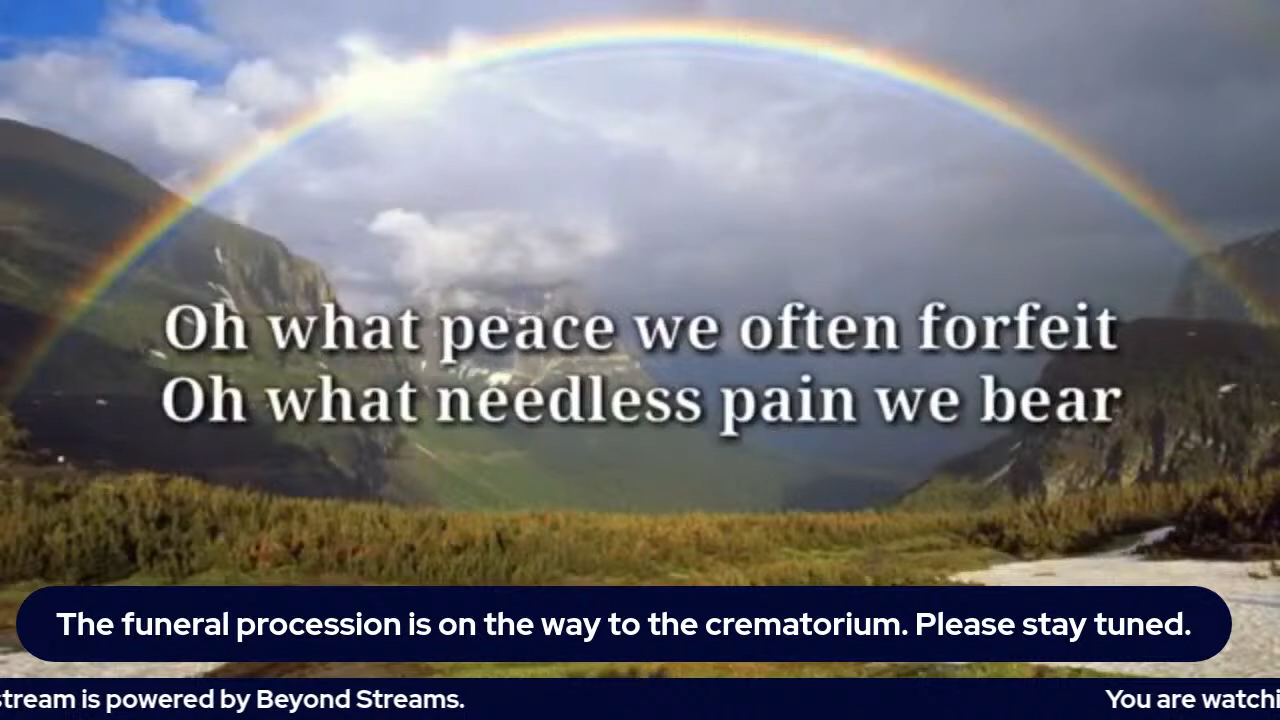 Oh what peace we often forfeit
Oh what needless pain we bear
The funeral procession is on the way to the crematorium. Please stay tuned.
stream is powered by Beyond Streams.
You are watchi